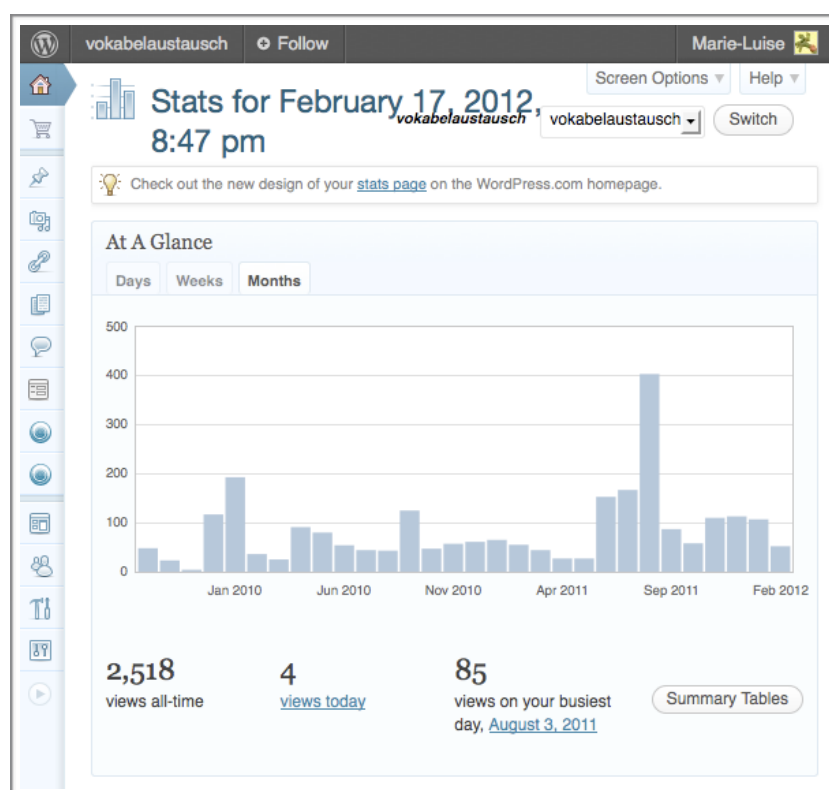 vokabelaustausch Follow Marie-Luise
Screen Options Help
Stats for February 17, 2012,
8:47 pm
vokabelaustausch vokabelaustausch Switch
Check out the new design of your stats page on the WordPress.com homepage.
At A Glance
Days Weeks Months
500
400
300
200
100
0
Jan 2010 Jun 2010 Nov 2010 Apr 2011 Sep 2011 Feb 2012
2,518 4 85
views all-time views today views on your busiest
day, August 3, 2011
Summary Tables